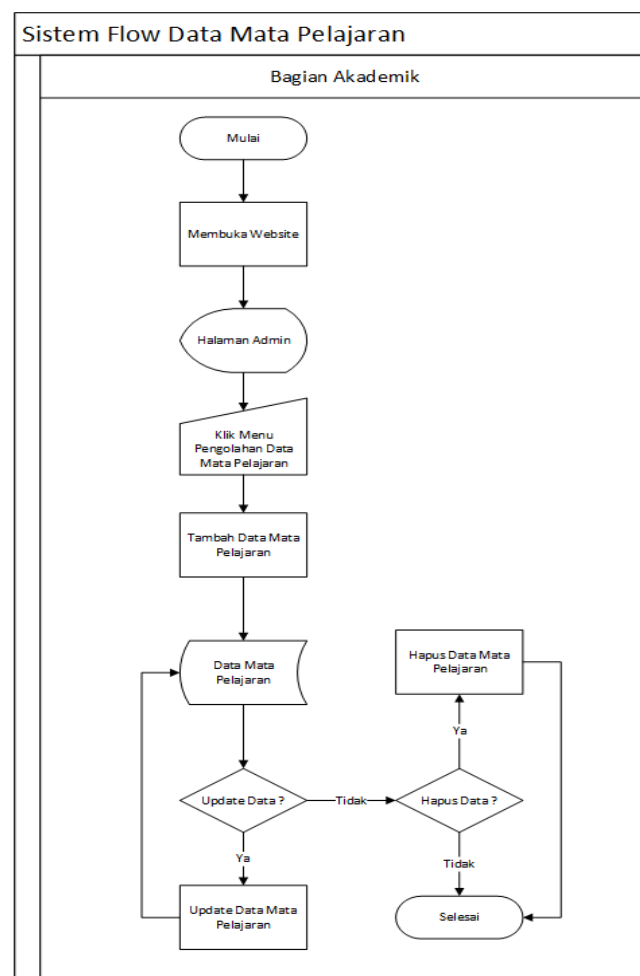 Sistem Flow Data Mata Pelajaran
Bagian Akademik
Mulai
Membuka Website
Halaman Admin
Klik Menu
Pengolahan Data
Mata Pelajaran
Tambah Data Mata
Pelajaran
Data Mata
Pelajaran
Hapus Data Mata
Pelajaran
Ya
Update Data ?
Tidak
Hapus Data ?
Ya
Tidak
Update Data Mata
Pelajaran
Selesai